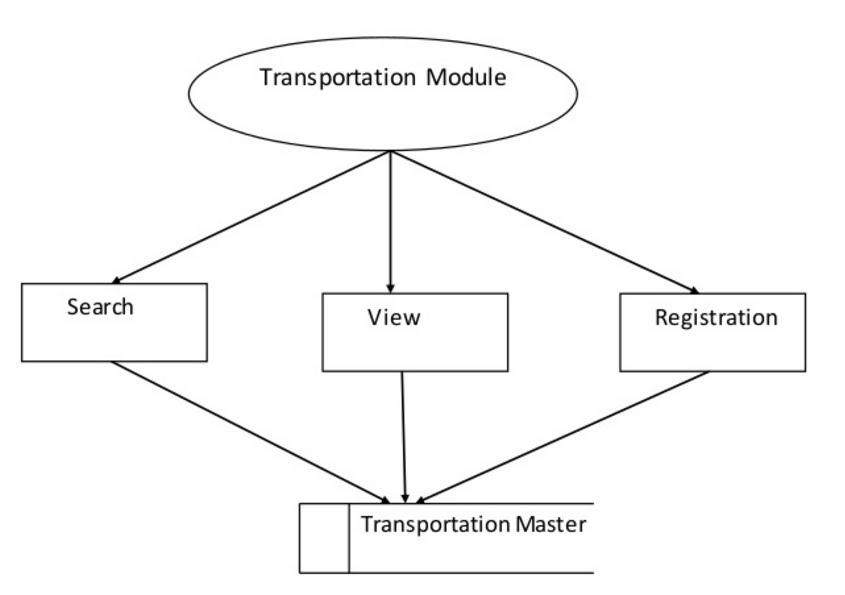 Transportation Module
Search
View
Registration
Transportation Master